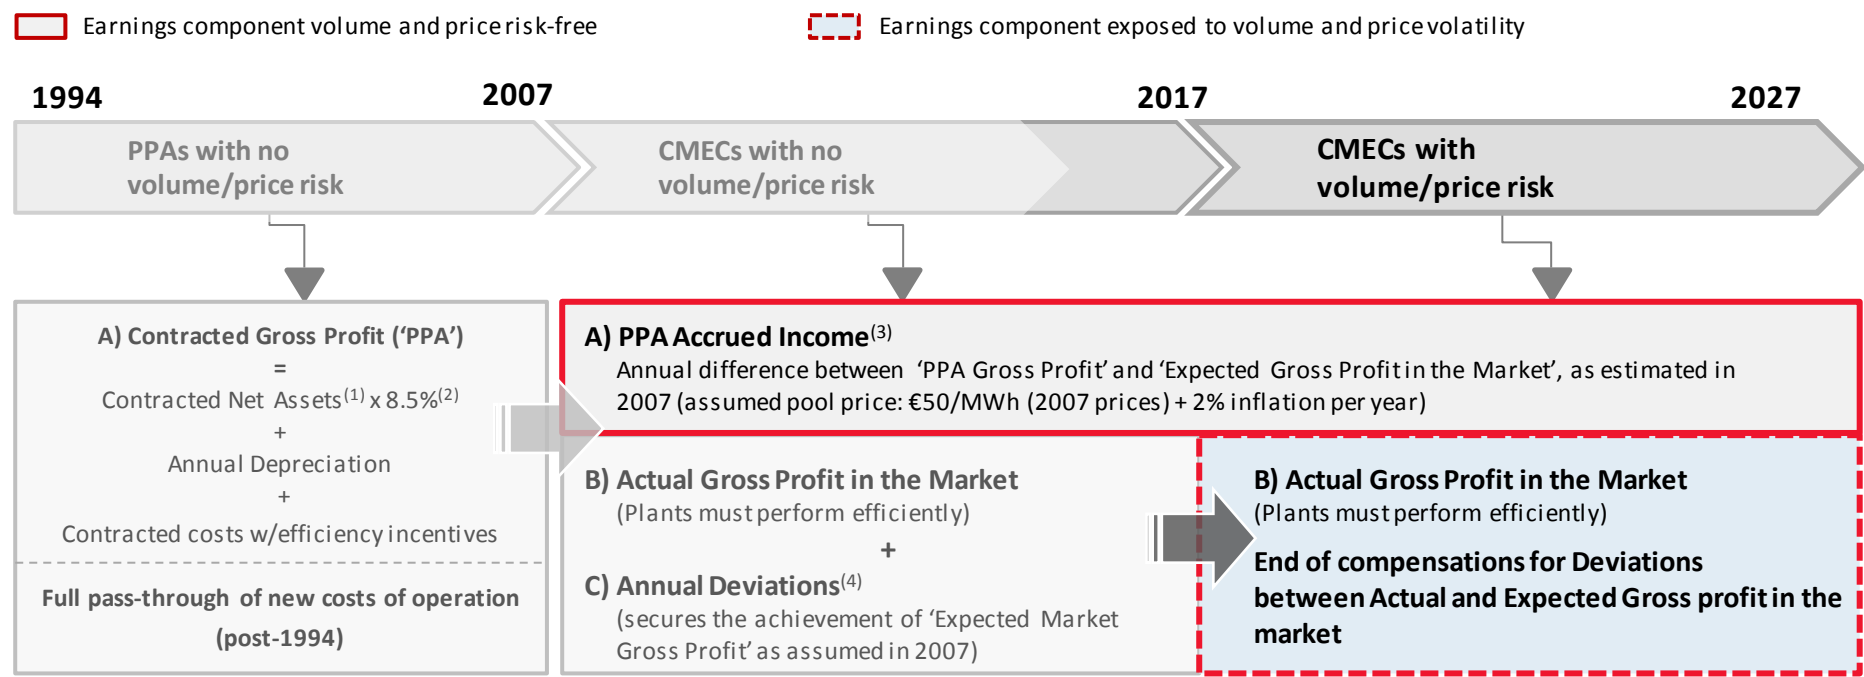 Earnings component volume and price risk-free
Earnings component exposed to volume and price volatility
1994
2007
2017
2027
PPAs with no
volume/price risk
CMECs with no
volume/price risk
CMECs with
volume/price risk
A) Contracted Gross Profit (‘PPA’)
=
Contracted Net Assets(1) x 8.5%(2)
+
Annual Depreciation
+
Contracted costs w/efficiency incentives
Full pass-through of new costs of operation
(post-1994)
A) PPA Accrued Income(3)
Annual difference between ‘PPA Gross Profit’ and ‘Expected Gross Profit in the Market’, as estimated in
2007 (assumed pool price: €50/MWh (2007 prices) + 2% inflation per year)
B) Actual Gross Profit in the Market
(Plants must perform efficiently)
+
C) Annual Deviations(4)
(secures the achievement of ‘Expected Market
Gross Profit’ as assumed in 2007)
B) Actual Gross Profit in the Market
(Plants must perform efficiently)
End of compensations for Deviations
between Actual and Expected Gross profit in the
market